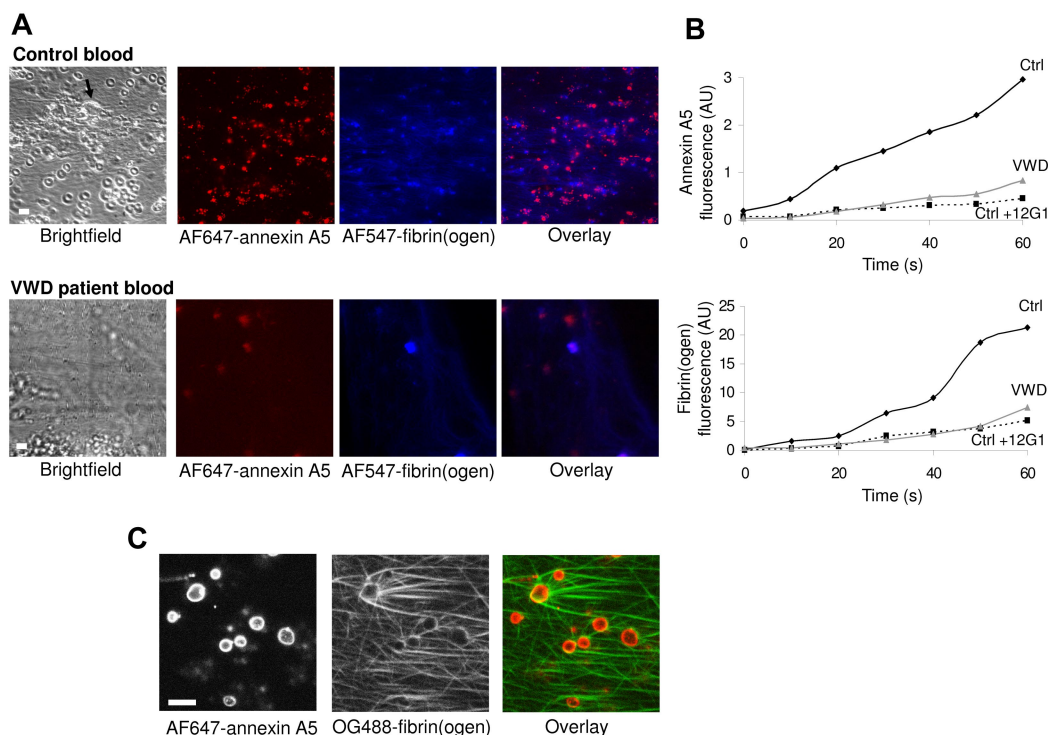 A
Control blood
Brightfield
AF647-annexin A5
AF547-fibrin(ogen)
Overlay
VWD patient blood
Brightfield
AF647-annexin A5
AF547-fibrin(ogen)
Overlay
B
Annexin A5
fluorescence (AU)
3
2
1
0
0
20
40
60
Time (s)
Ctrl
VWD
Ctrl +12G1
Fibrin(ogen)
fluorescence (AU)
25
20
15
10
5
0
0
20
40
60
Time (s)
Ctrl
VWD
Ctrl +12G1
C
AF647-annexin A5
OG488-fibrin(ogen)
Overlay